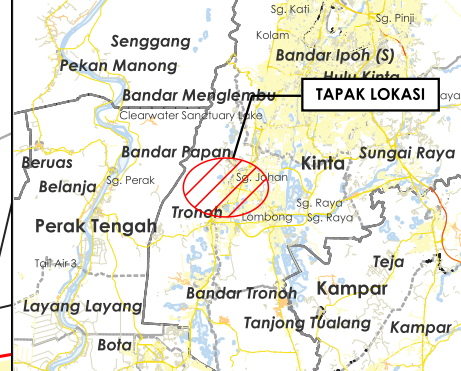 Sg. Kati
Sg. Pinji
Senggang
Kolam
Pekan Manong
Bandar Ipoh (S)
Hulu Kinta
Bandar Menglembu
TAPAK LOKASI
Clearwater Sanctuary Lake
Bandar Papan
Sungai Raya
Beruas
Kinta
Belanja
Sg. Perak
Sg. Johan
Sg. Raya
Tronoh
Lombong
Sg. Raya
Perak Tengah
Tali Air 3
Teja
Kampar
Bandar Tronoh
Layang Layang
Tanjong Tualang
Kampar
Bota